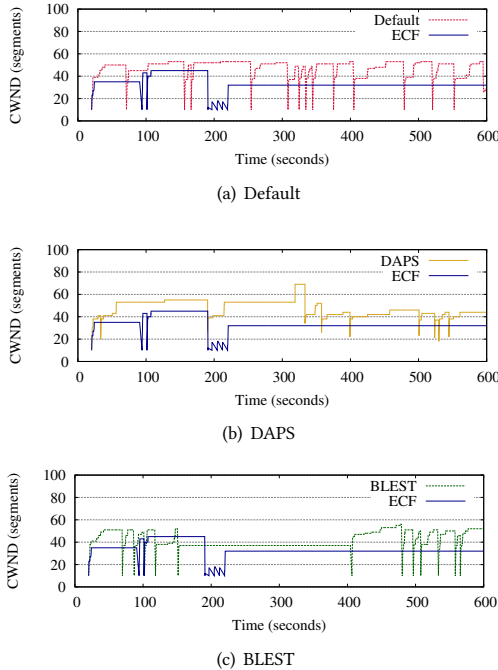 CWND (segments)
100
80
60
40
20
0
Default
ECF
0 100 200 300 400 500 600
Time (seconds)
(a) Default
CWND (segments)
100
80
60
40
20
0
DAPS
ECF
0 100 200 300 400 500 600
Time (seconds)
(b) DAPS
CWND (segments)
100
80
60
40
20
0
BLEST
ECF
0 100 200 300 400 500 600
Time (seconds)
(c) BLEST